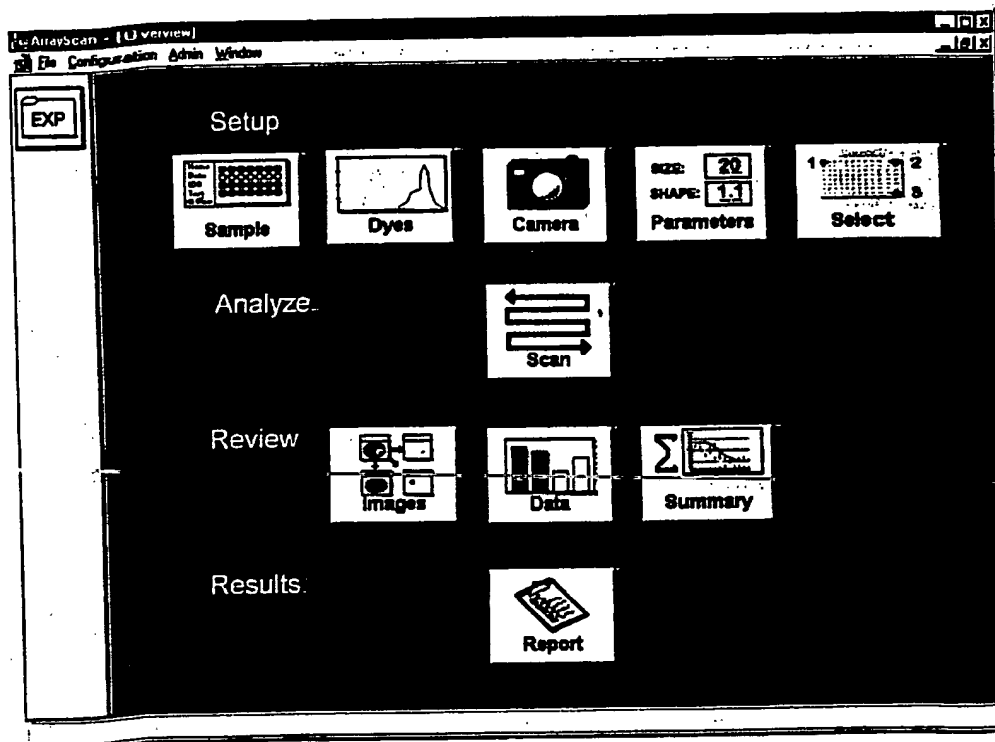 ArrayScan - [Overview]
File Configuration Admin Window
EXP
Setup
Sample
Dyes
Camera
SIZE: 20
SHAPE: 1.1
Parameters
1 2
3
Select
Analyze
Scan
Review
Images
Data
Σ
Summary
Results
Report